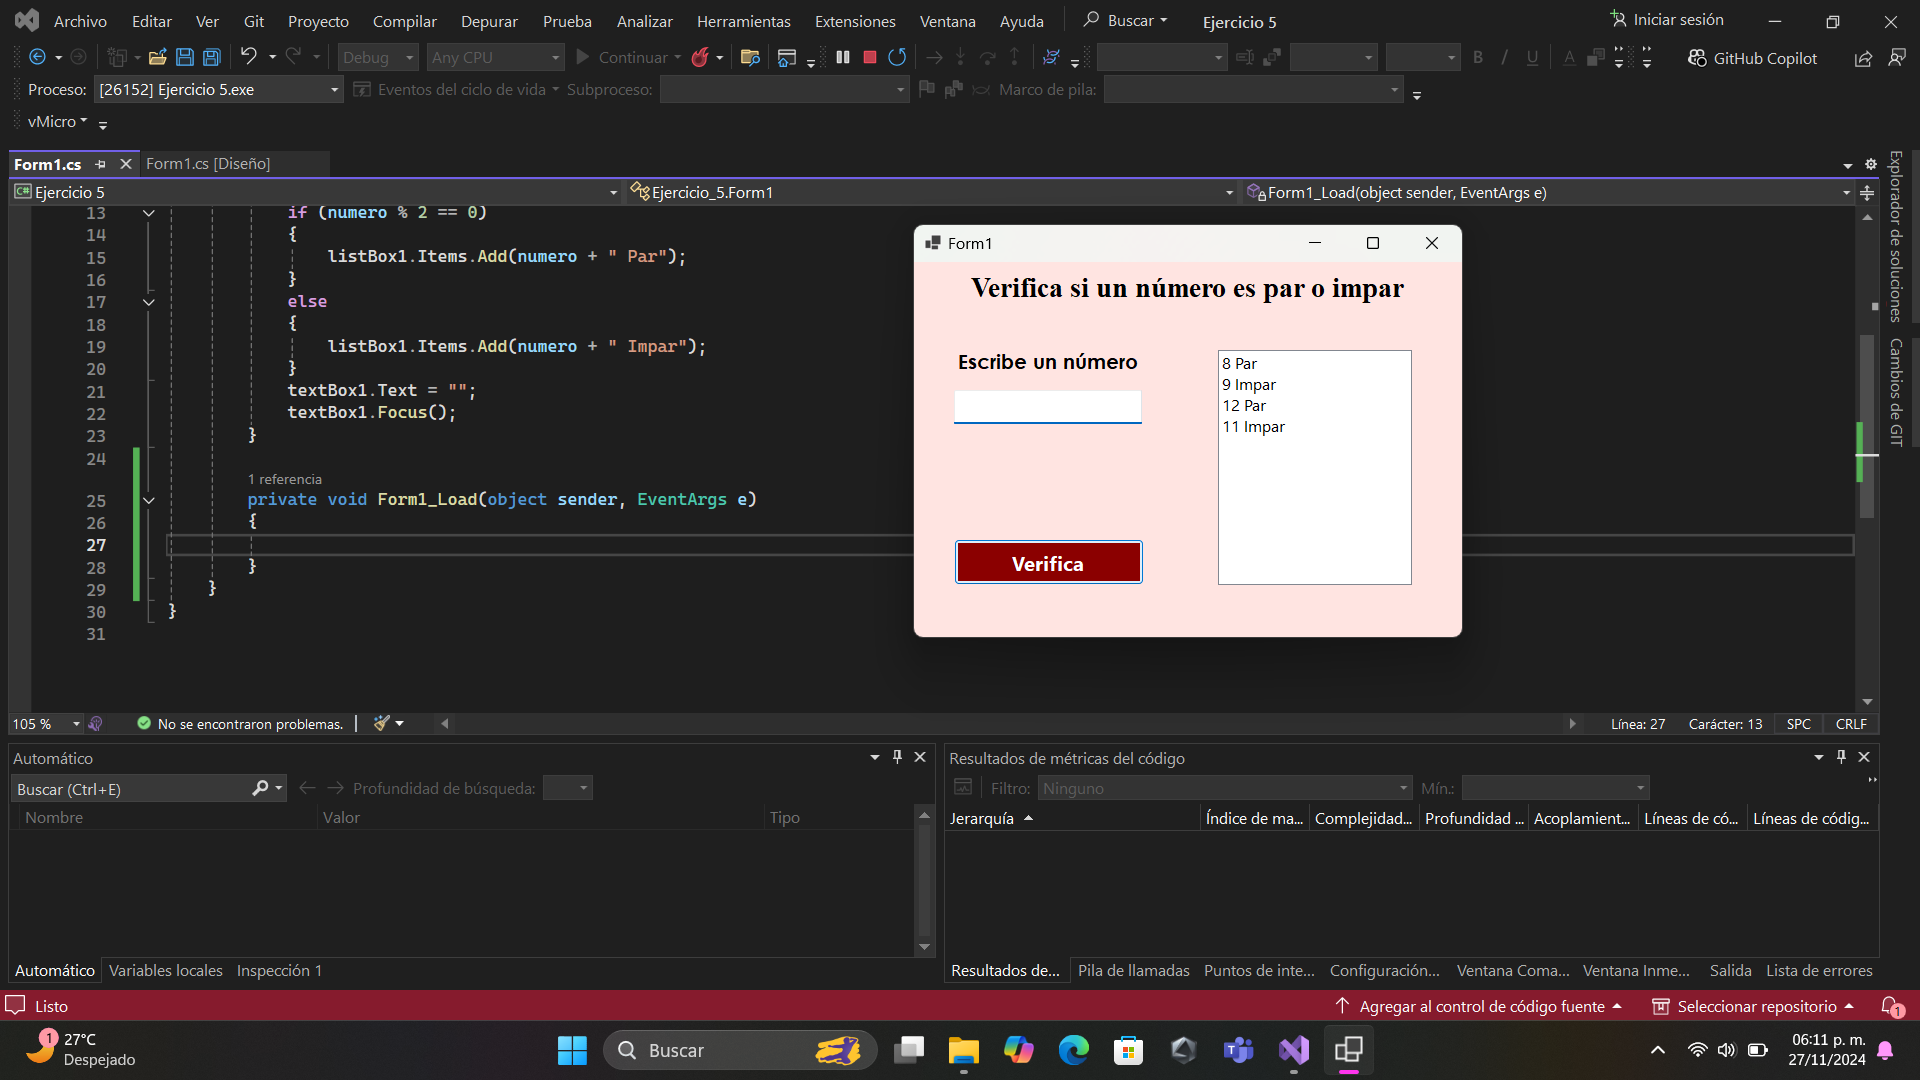 Archivo Editar Ver Git Proyecto Compilar Depurar Prueba Analizar Herramientas Extensiones Ventana Ayuda Buscar Ejercicio 5 Iniciar sesión
Debug Any CPU Continuar B I U A GitHub Copilot
Proceso: [26152] Ejercicio 5.exe Eventos del ciclo de vida Subproceso: Marco de pila:
vMicro
Form1.cs Form1.cs [Diseño]
C# Ejercicio 5 Ejercicio_5.Form1 Form1_Load(object sender, EventArgs e)
13 if (numero % 2 == 0)
14 {
15 listBox1.Items.Add(numero + " Par");
16 }
17 else
18 {
19 listBox1.Items.Add(numero + " Impar");
20 }
21 textBox1.Text = "";
22 textBox1.Focus();
23 }
24
1 referencia
25 private void Form1_Load(object sender, EventArgs e)
26 {
27
28 }
29 }
30 }
31
Form1
Verifica si un número es par o impar
Escribe un número
Verifica
8 Par
9 Impar
12 Par
11 Impar
Explorador de soluciones
Cambios de GIT
105 % No se encontraron problemas. Línea: 27 Carácter: 13 SPC CRLF
Automático
Buscar (Ctrl+E) Profundidad de búsqueda:
Nombre Valor Tipo
Automático Variables locales Inspección 1
Resultados de métricas del código
Filtro: Ninguno Mín.:
Jerarquía Índice de ma... Complejidad... Profundidad ... Acoplamient... Líneas de có... Líneas de códig...
Resultados de... Pila de llamadas Puntos de inte... Configuración... Ventana Coma... Ventana Inme... Salida Lista de errores
Listo Agregar al control de código fuente Seleccionar repositorio 1
1 27°C
Despejado
Buscar
06:11 p. m.
27/11/2024